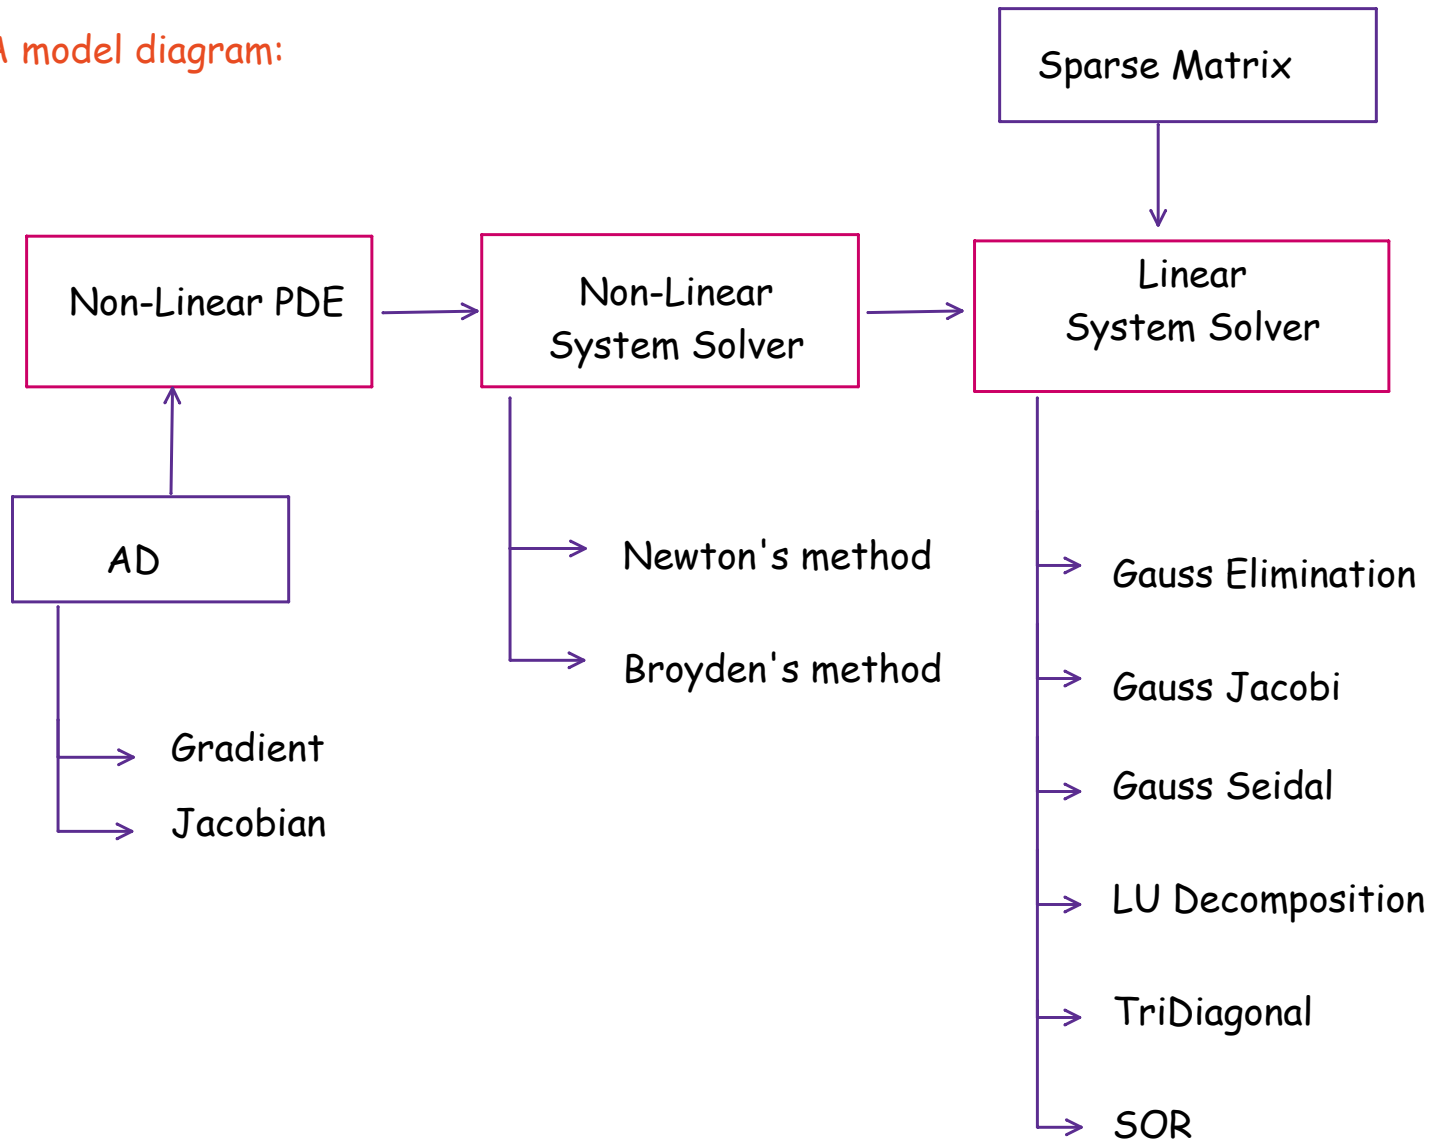 A model diagram:
Sparse Matrix
Non-Linear PDE
Non-Linear
System Solver
Linear
System Solver
AD
Gradient
Jacobian
Newton's method
Broyden's method
Gauss Elimination
Gauss Jacobi
Gauss Seidal
LU Decomposition
TriDiagonal
SOR